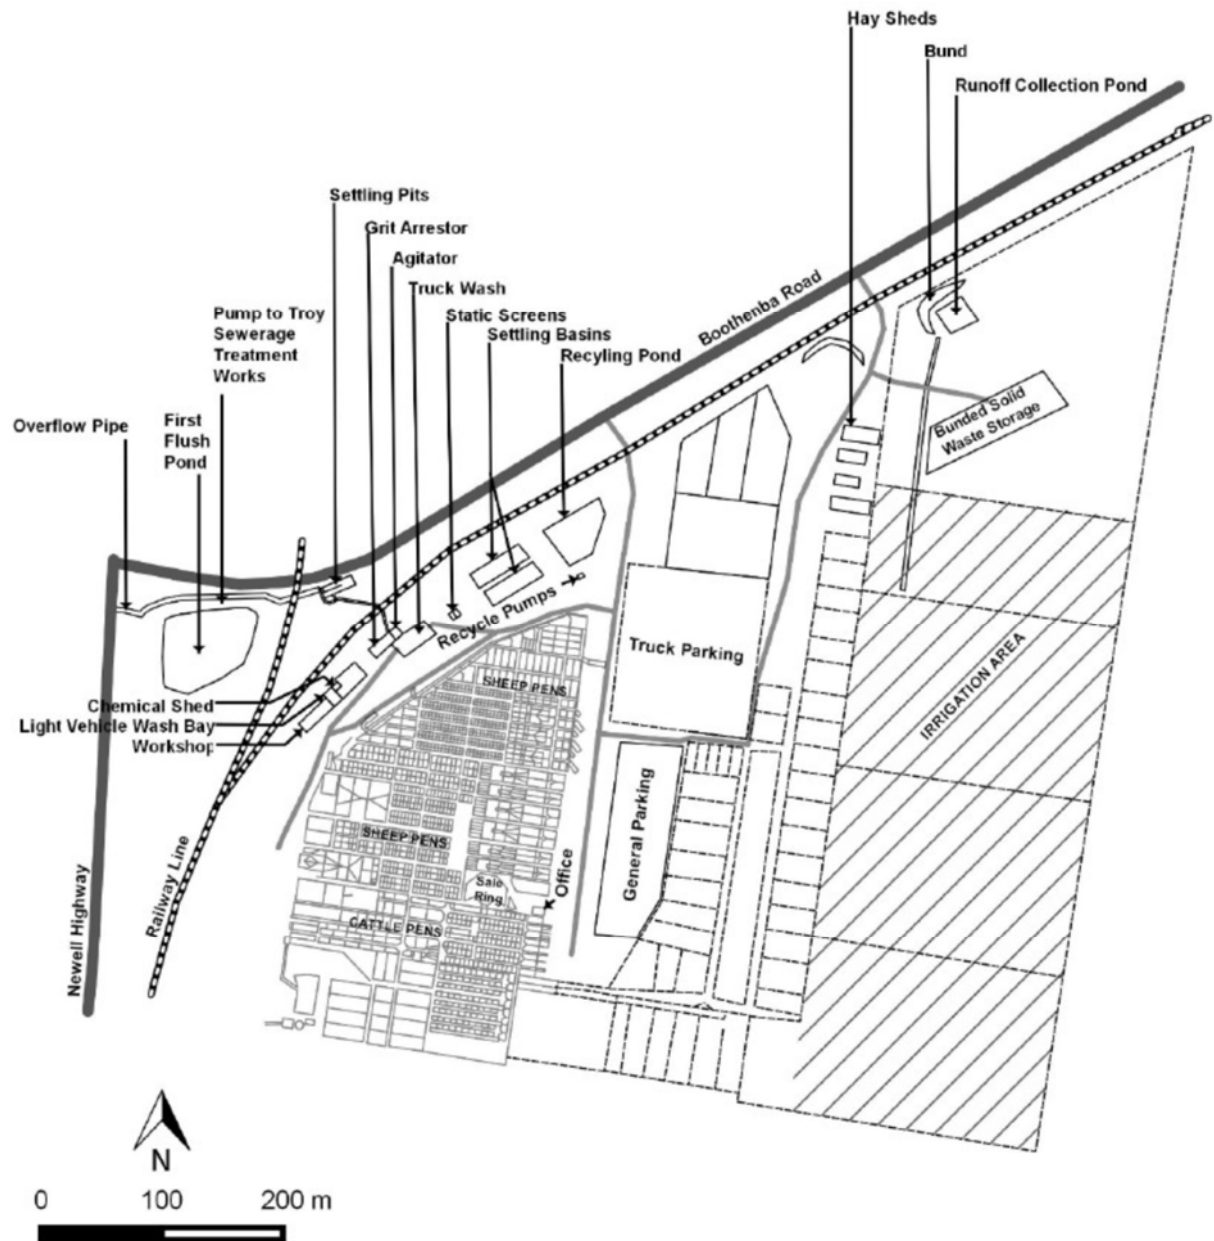 Hay Sheds
Bund
Runoff Collection Pond
Settling Pits
Grit Arrestor
Agitator
Truck Wash
Static Screens
Settling Basins
Recyling Pond
Pump to Troy
Sewerage
Treatment
Works
Overflow Pipe
First
Flush
Pond
Boothenba Road
Bunded Solid
Waste Storage
Recycle Pumps
Truck Parking
IRRIGATION AREA
SHEEP PENS
Chemical Shed
Light Vehicle Wash Bay
Workshop
General Parking
SHEEP PENS
Sale
Ring
Office
CATTLE PENS
Railway Line
Newell Highway
N
0 100 200 m